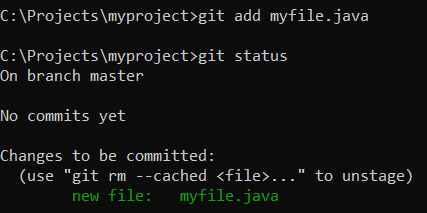 C:\Projects\myproject>git add myfile.java
C:\Projects\myproject>git status
On branch master
No commits yet
Changes to be committed:
  (use "git rm --cached <file>..." to unstage)
        new file:   myfile.java